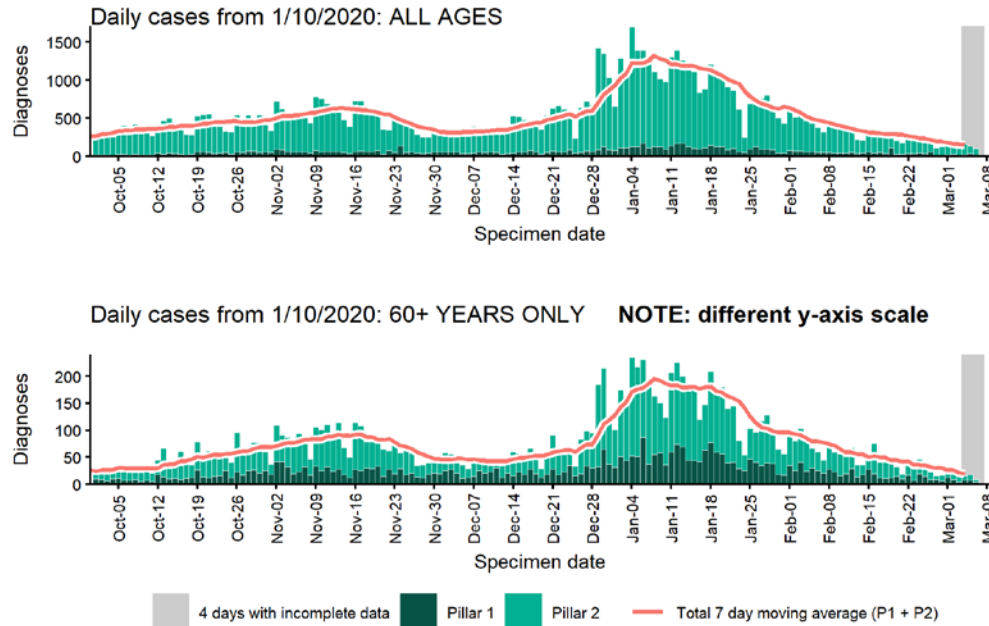 Daily cases from 1/10/2020: ALL AGES
Diagnoses
1500
1000
500
0
Oct-05
Oct-12
Oct-19
Oct-26
Nov-02
Nov-09
Nov-16
Nov-23
Nov-30
Dec-07
Dec-14
Dec-21
Dec-28
Jan-04
Jan-11
Jan-18
Jan-25
Feb-01
Feb-08
Feb-15
Feb-22
Mar-01
Mar-08
Specimen date
Daily cases from 1/10/2020: 60+ YEARS ONLY NOTE: different y-axis scale
Diagnoses
200
150
100
50
0
Oct-05
Oct-12
Oct-19
Oct-26
Nov-02
Nov-09
Nov-16
Nov-23
Nov-30
Dec-07
Dec-14
Dec-21
Dec-28
Jan-04
Jan-11
Jan-18
Jan-25
Feb-01
Feb-08
Feb-15
Feb-22
Mar-01
Mar-08
Specimen date
4 days with incomplete data Pillar 1 Pillar 2 Total 7 day moving average (P1 + P2)